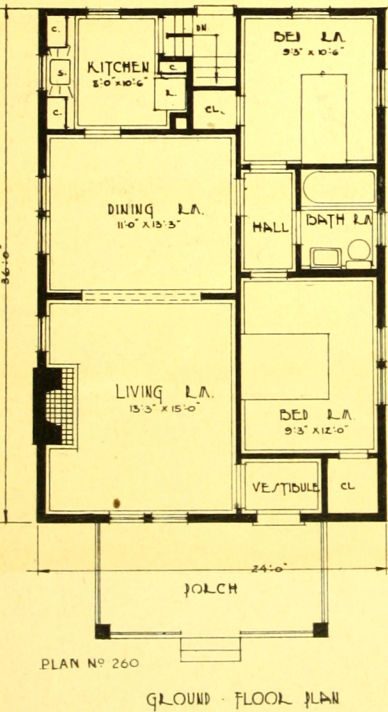 C.
S.
C.
KITCHEN
8'-0" X 10'-6"
DN
C.
R.
CL.
BED RM.
9'-3" X 10'-6"
DINING RM.
11'-0" X 13'-3"
HALL
BATH RM
36'-0"
LIVING RM.
13'-3" X 15'-0"
BED RM.
9'-3" X 12'-0"
VESTIBULE
CL
24'-0"
PORCH
PLAN Nº 260
GROUND - FLOOR PLAN